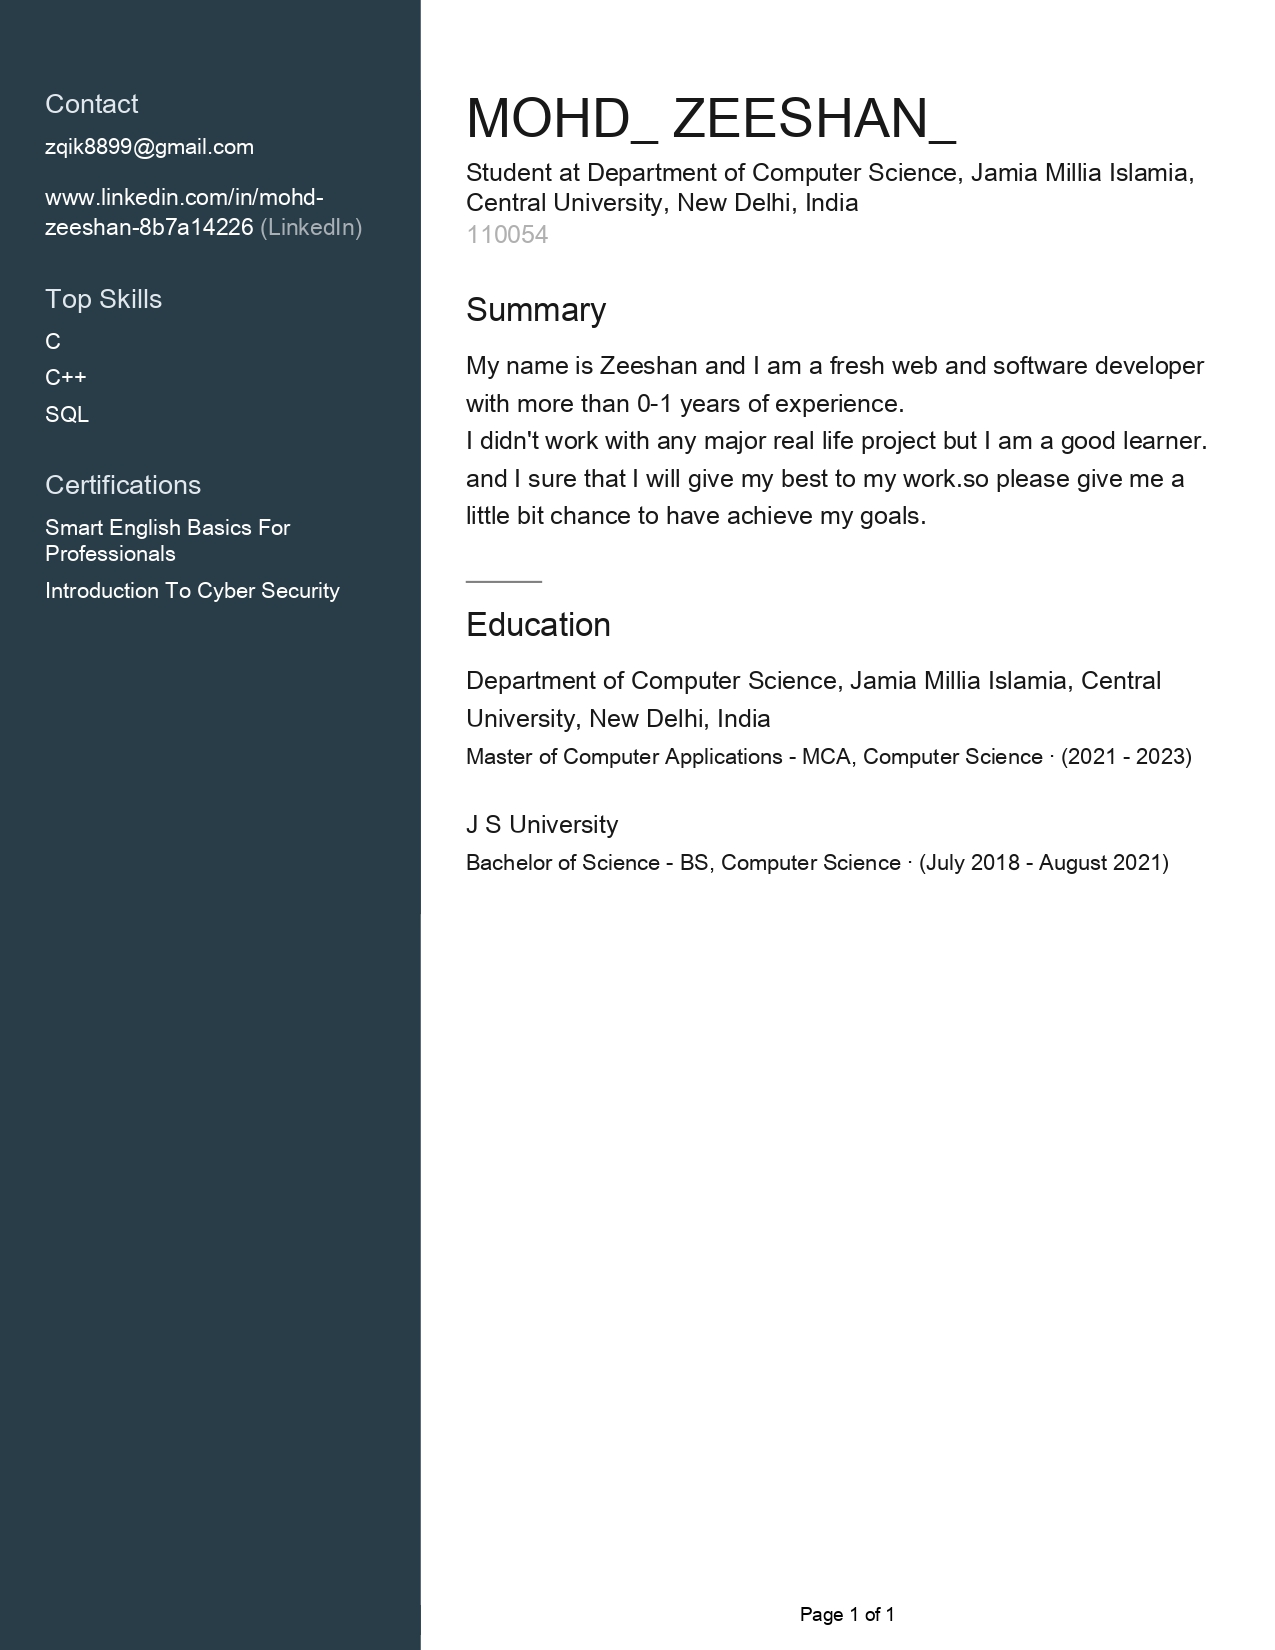 Contact
zqik8899@gmail.com
www.linkedin.com/in/mohd-
zeeshan-8b7a14226 (LinkedIn)
Top Skills
C
C++
SQL
Certifications
Smart English Basics For
Professionals
Introduction To Cyber Security
MOHD_ ZEESHAN_
Student at Department of Computer Science, Jamia Millia Islamia,
Central University, New Delhi, India
110054
Summary
My name is Zeeshan and I am a fresh web and software developer
with more than 0-1 years of experience.
I didn't work with any major real life project but I am a good learner.
and I sure that I will give my best to my work.so please give me a
little bit chance to have achieve my goals.
Education
Department of Computer Science, Jamia Millia Islamia, Central
University, New Delhi, India
Master of Computer Applications - MCA, Computer Science · (2021 - 2023)
J S University
Bachelor of Science - BS, Computer Science · (July 2018 - August 2021)
Page 1 of 1